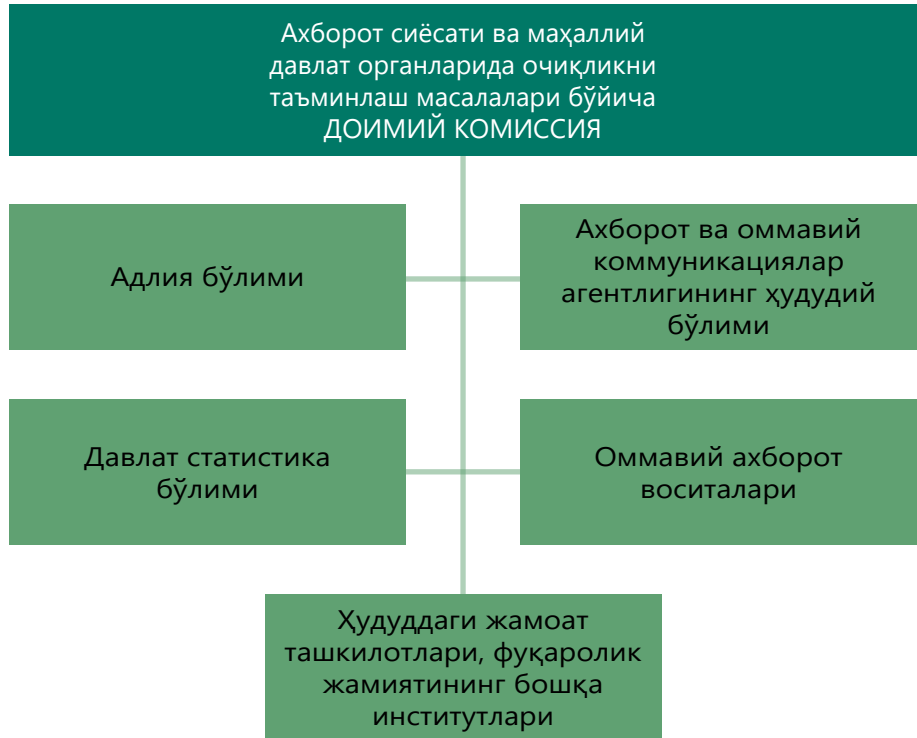 Ахборот сиёсати ва маҳаллий
давлат органларида очиқликни
таъминлаш масалалари бўйича
ДОИМИЙ КОМИССИЯ
Адлия бўлими
Ахборот ва оммавий
коммуникациялар
агентлигининг ҳудудий
бўлими
Давлат статистика
бўлими
Оммавий ахборот
воситалари
Ҳудуддаги жамоат
ташкилотлари, фуқаролик
жамиятининг бошқа
институтлари